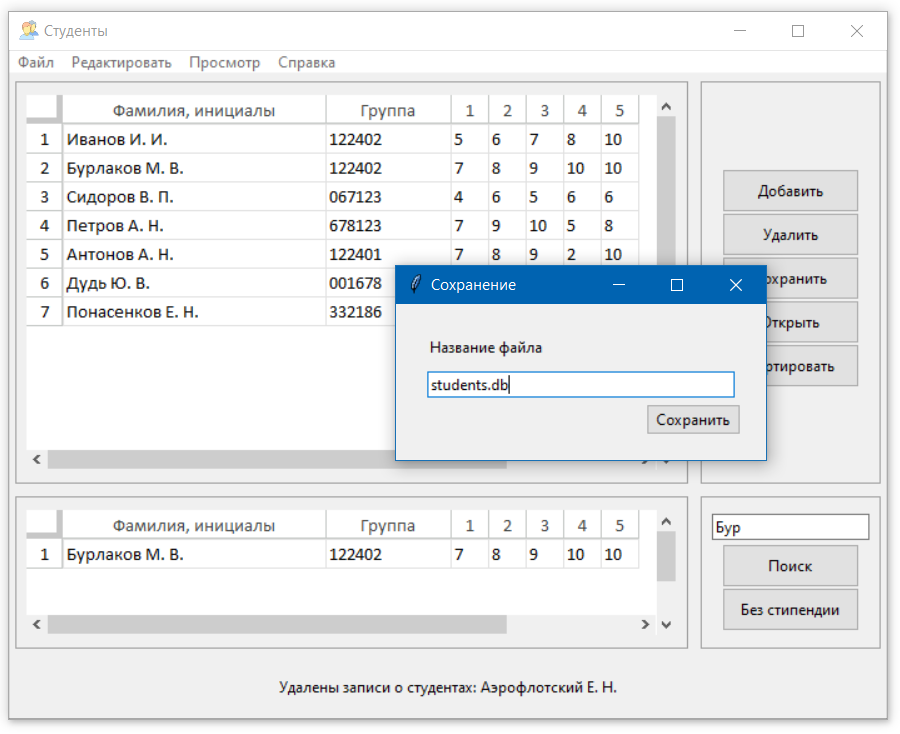 Студенты
Файл Редактировать Просмотр Справка
Фамилия, инициалы Группа 1 2 3 4 5
1 Иванов И. И. 122402 5 6 7 8 10
2 Бурлаков М. В. 122402 7 8 9 10 10
3 Сидоров В. П. 067123 4 6 5 6 6
4 Петров А. Н. 678123 7 9 10 5 8
5 Антонов А. Н. 122401 7 8 9 2 10
6 Дудь Ю. В. 001678
7 Понасенков Е. Н. 332186
Добавить
Удалить
охранить
Открыть
ртировать
Сохранение
Название файла
students.db
Сохранить
Фамилия, инициалы Группа 1 2 3 4 5
1 Бурлаков М. В. 122402 7 8 9 10 10
Бур
Поиск
Без стипендии
Удалены записи о студентах: Аэрофлотский Е. Н.